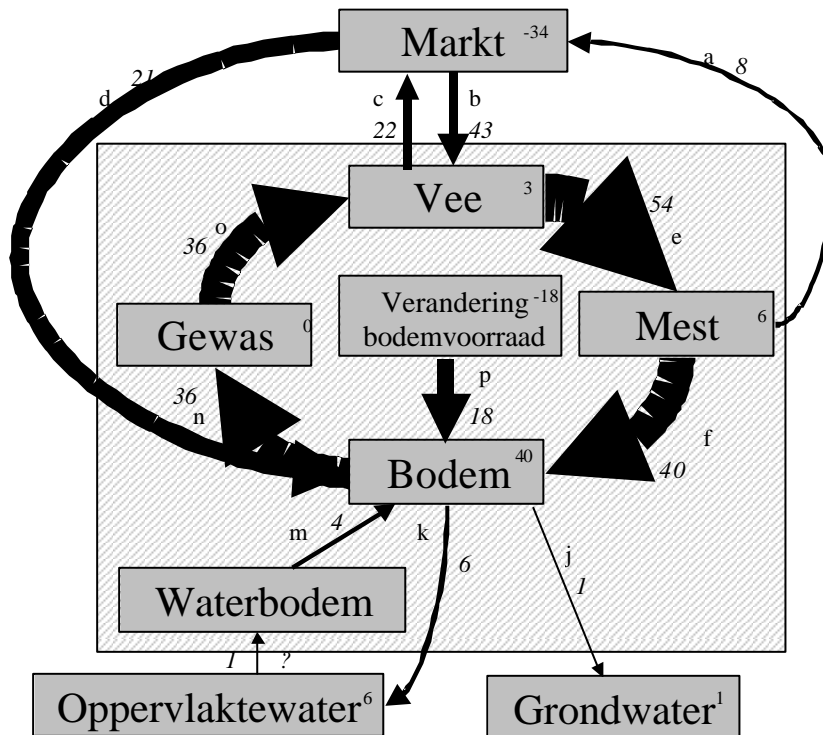 Markt -34
a
8
d
21
c
b
22
43
Vee 3
54
e
o
36
Verandering -18
bodemvoorraad
Gewas 0
Mest 6
p
18
36
n
f
40
Bodem 40
m
4
k
6
j
1
Waterbodem
1
?
Oppervlaktewater 6
Grondwater 1